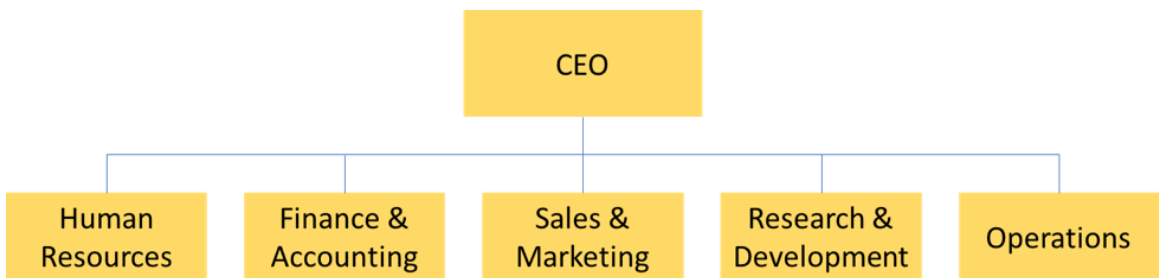 CEO
Human
Resources
Finance &
Accounting
Sales &
Marketing
Research &
Development
Operations